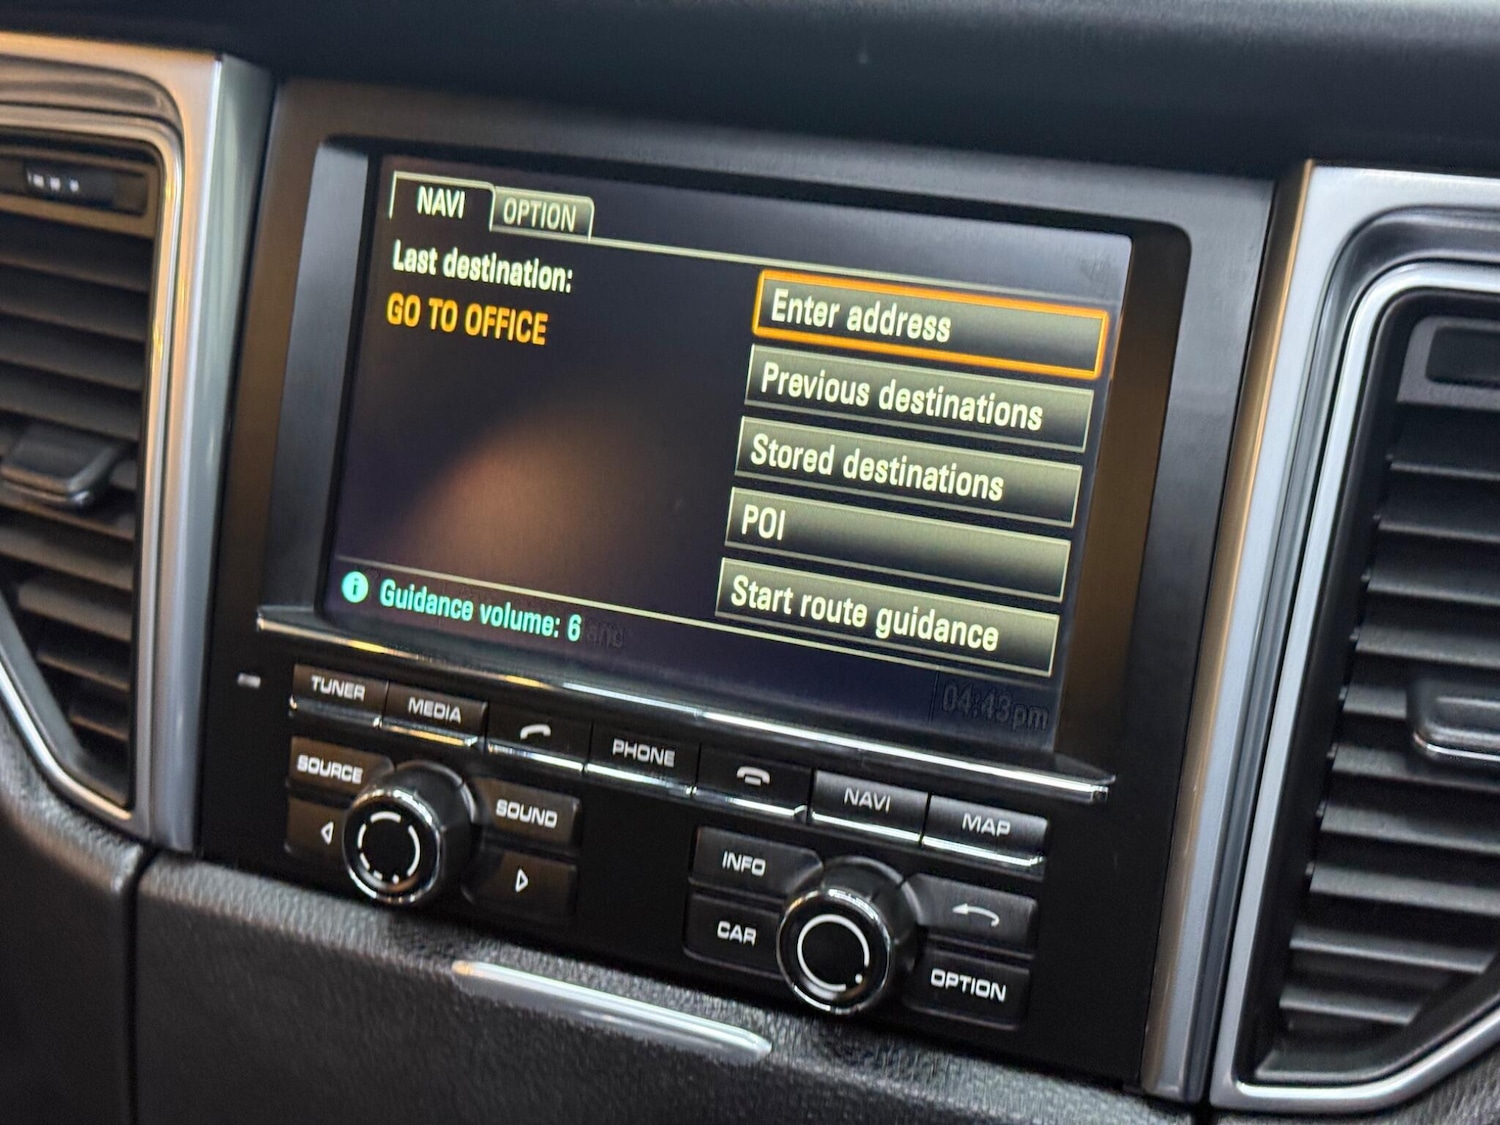 NAVI
OPTION
Last destination:
GO TO OFFICE
Enter address
Previous destinations
Stored destinations
POI
Start route guidance
i Guidance volume: 6
04:43pm
TUNER
MEDIA
PHONE
NAVI
MAP
SOURCE
SOUND
INFO
CAR
OPTION